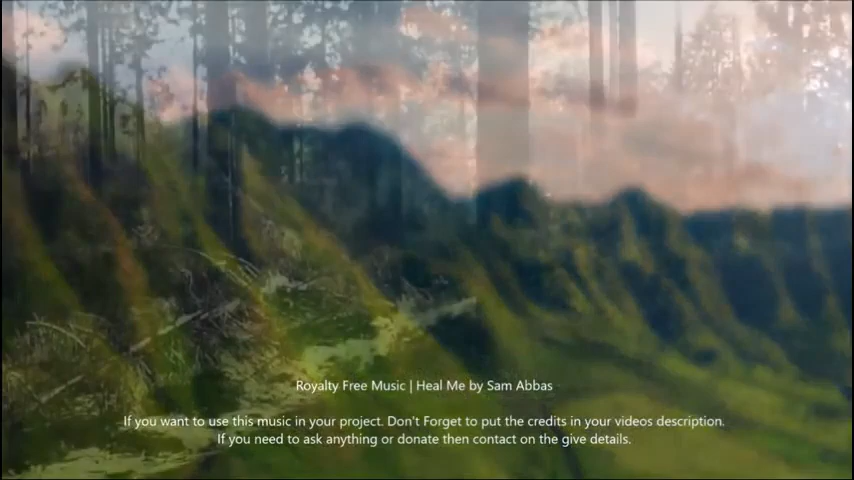 Royalty Free Music | Heal Me by Sam Abbas
If you want to use this music in your project. Don't Forget to put the credits in your videos description.
If you need to ask anything or donate then contact on the give details.